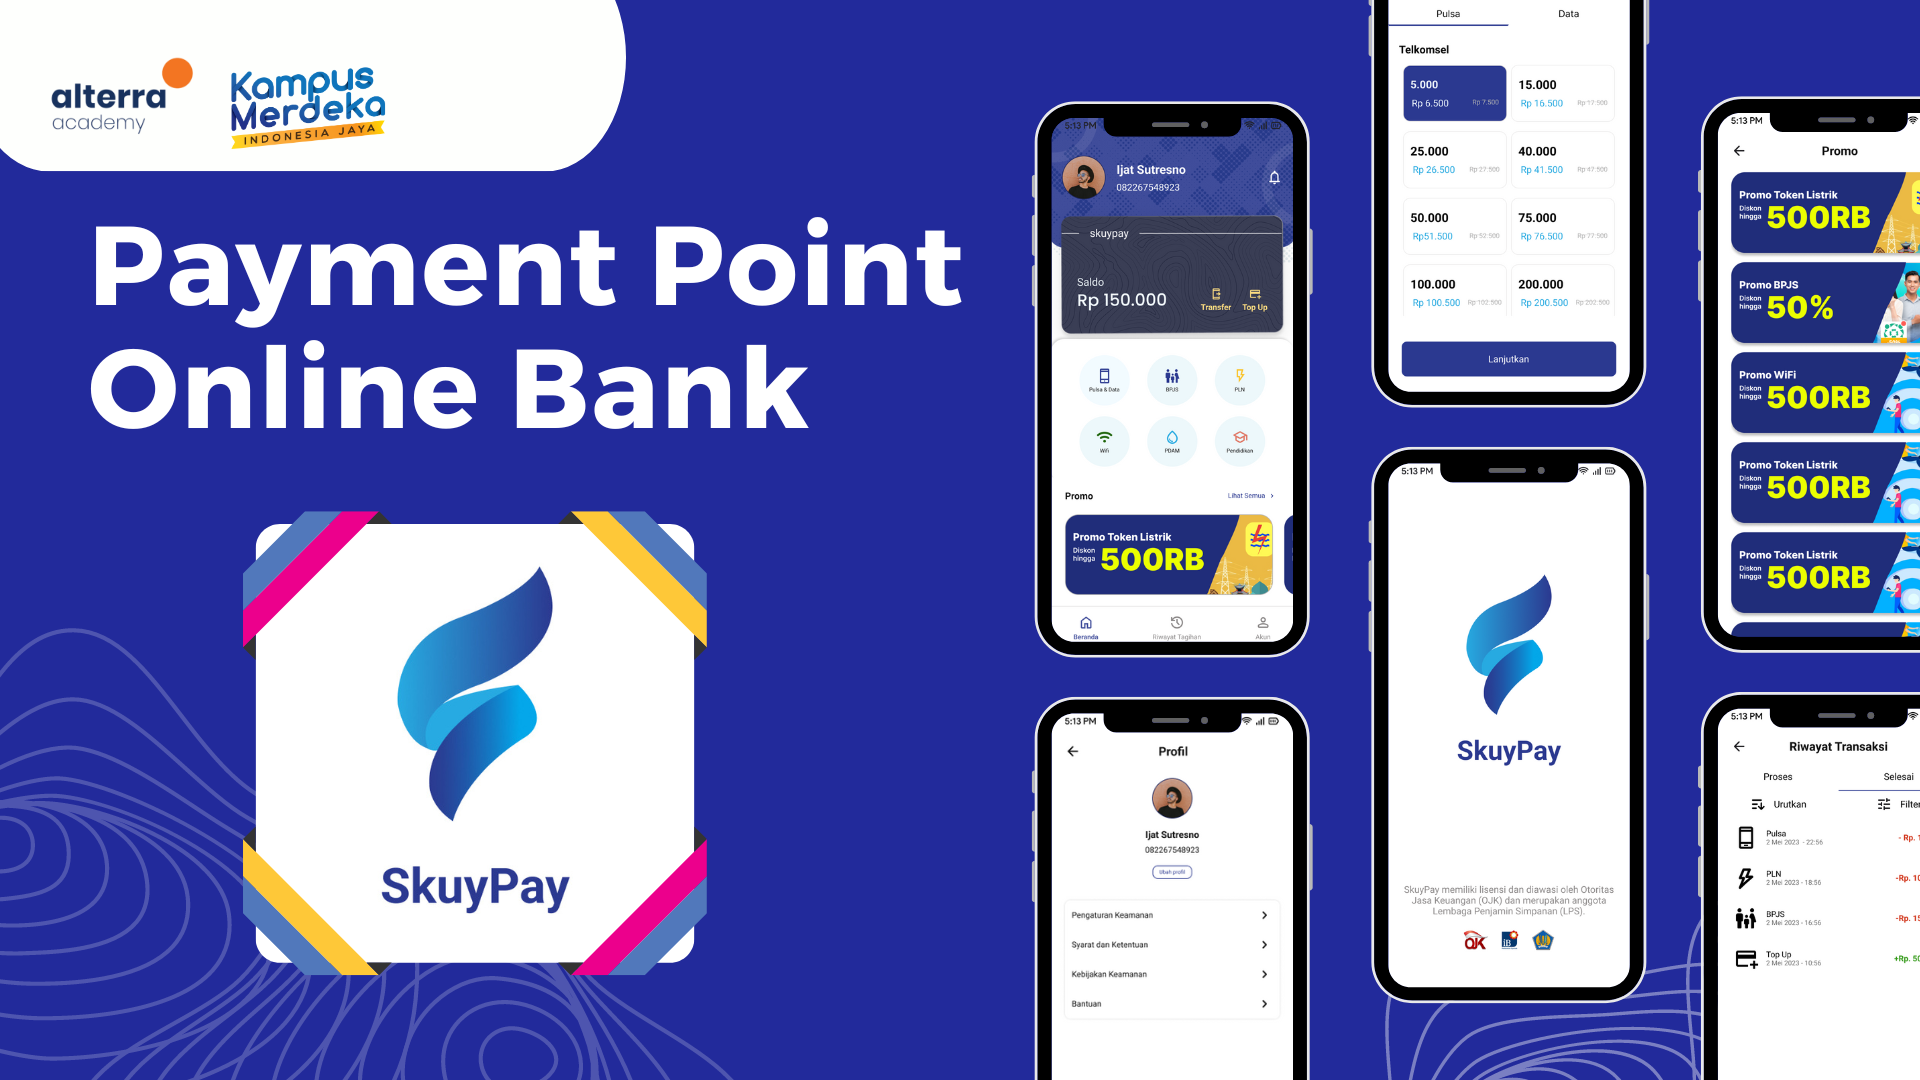 alterra
academy
Kampus
Merdeka
INDONESIA JAYA
Payment Point
Online Bank
SkuyPay
5:13 PM
Ijat Sutresno
082267548923
skuypay
Saldo
Rp 150.000
Transfer
Top Up
Pulsa & Data
BPJS
PLN
Wifi
PDAM
Pendidikan
Promo
Lihat Semua
Promo Token Listrik
Diskon
hingga
500RB
Beranda
Riwayat Tagihan
Akun
5:13 PM
Profil
Ijat Sutresno
082267548923
Ubah profil
Pengaturan Keamanan
Syarat dan Ketentuan
Kebijakan Keamanan
Bantuan
Pulsa
Data
Telkomsel
5.000
Rp 6.500
Rp 7.500
15.000
Rp 16.500
Rp 17.500
25.000
Rp 26.500
Rp 27.500
40.000
Rp 41.500
Rp 47.500
50.000
Rp51.500
Rp 52.500
75.000
Rp 76.500
Rp 77.500
100.000
Rp 100.500
Rp 102.500
200.000
Rp 200.500
Rp 202.500
Lanjutkan
5:13 PM
SkuyPay
SkuyPay memiliki lisensi dan diawasi oleh Otoritas
Jasa Keuangan (OJK) dan merupakan anggota
Lembaga Penjamin Simpanan (LPS).
OJK
iB
5:13 PM
Promo
Promo Token Listrik
Diskon
hingga
500RB
Promo BPJS
Diskon
hingga
50%
Promo WiFi
Diskon
hingga
500RB
Promo Token Listrik
Diskon
hingga
500RB
Promo Token Listrik
Diskon
hingga
500RB
5:13 PM
Riwayat Transaksi
Proses
Selesai
Urutkan
Filter
Pulsa
2 Mei 2023 - 22:56
- Rp. 1
PLN
2 Mei 2023 - 18:56
-Rp. 10
BPJS
2 Mei 2023 - 16:56
-Rp. 15
Top Up
2 Mei 2023 - 10:56
+Rp. 50